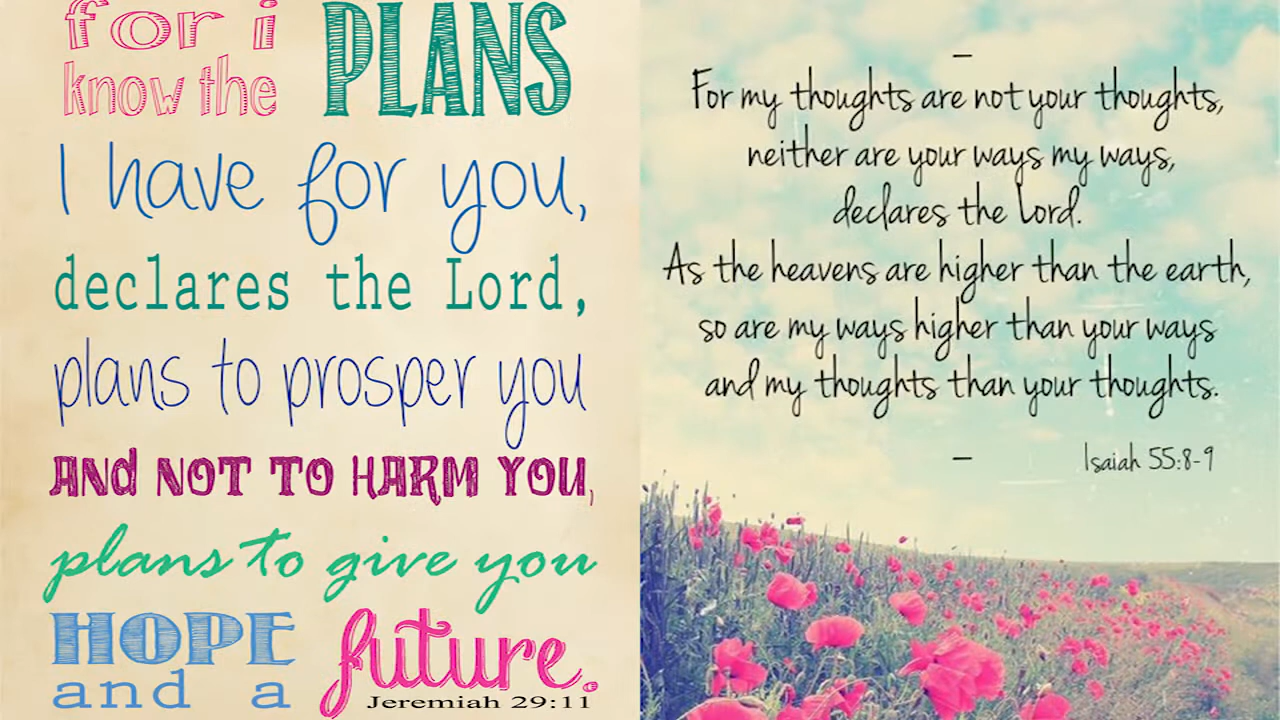 for i
know the PLANS
I have for you,
declares the Lord,
plans to prosper you
AND NOT TO HARM YOU,
plans to give you
HOPE
and a future.
Jeremiah 29:11
–
For my thoughts are not your thoughts,
neither are your ways my ways,
declares the Lord.
As the heavens are higher than the earth,
so are my ways higher than your ways
and my thoughts than your thoughts.
–
Isaiah 55:8-9